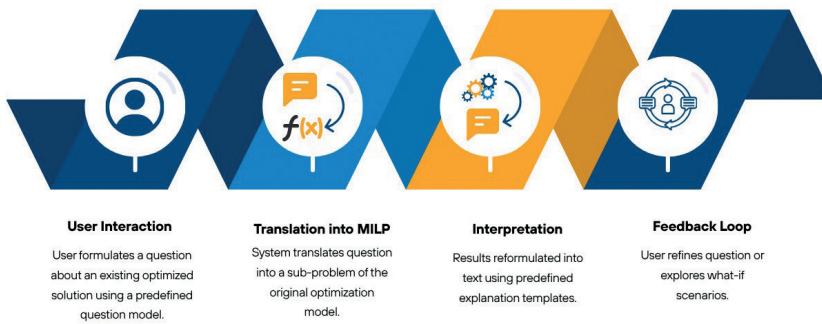 f(x)
User Interaction
User formulates a question
about an existing optimized
solution using a predefined
question model.
Translation into MILP
System translates question
into a sub-problem of the
original optimization
model.
Interpretation
Results reformulated into
text using predefined
explanation templates.
Feedback Loop
User refines question or
explores what-if
scenarios.